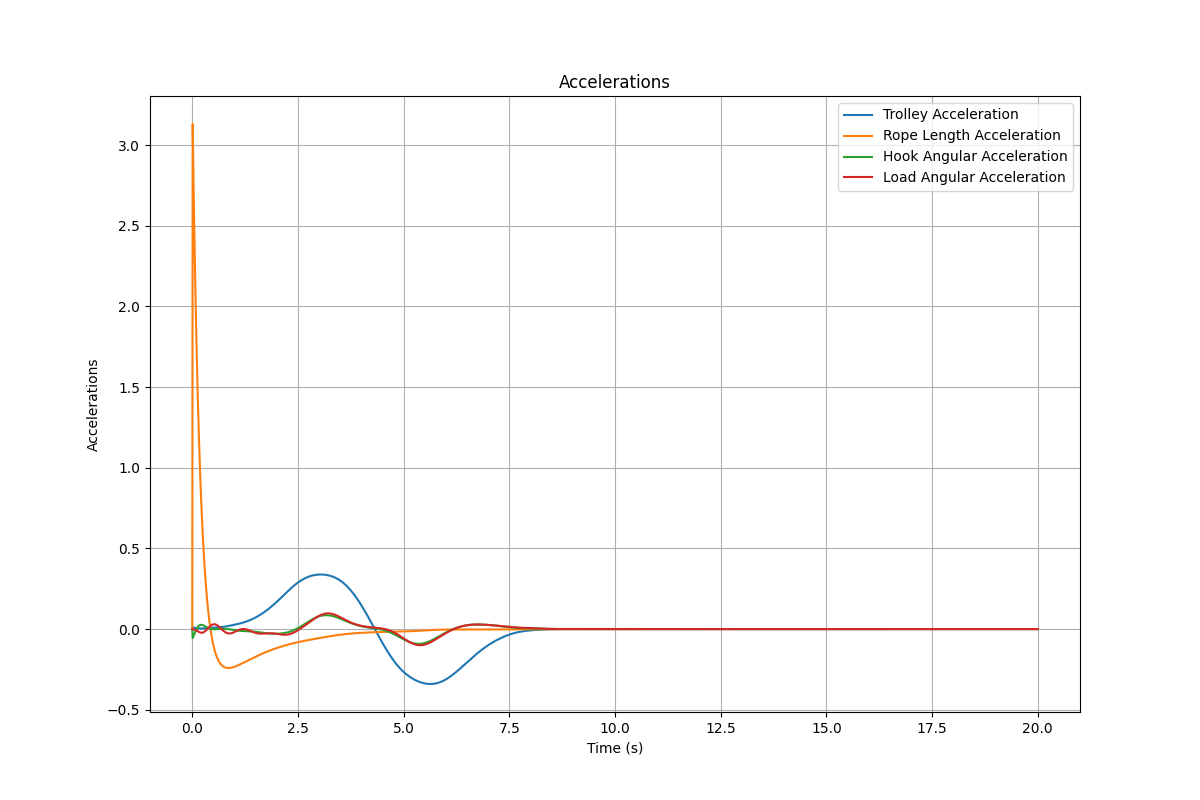 Accelerations
Trolley Acceleration
Rope Length Acceleration
Hook Angular Acceleration
Load Angular Acceleration
Accelerations
3.0
2.5
2.0
1.5
1.0
0.5
0.0
−0.5
0.0 2.5 5.0 7.5 10.0 12.5 15.0 17.5 20.0
Time (s)